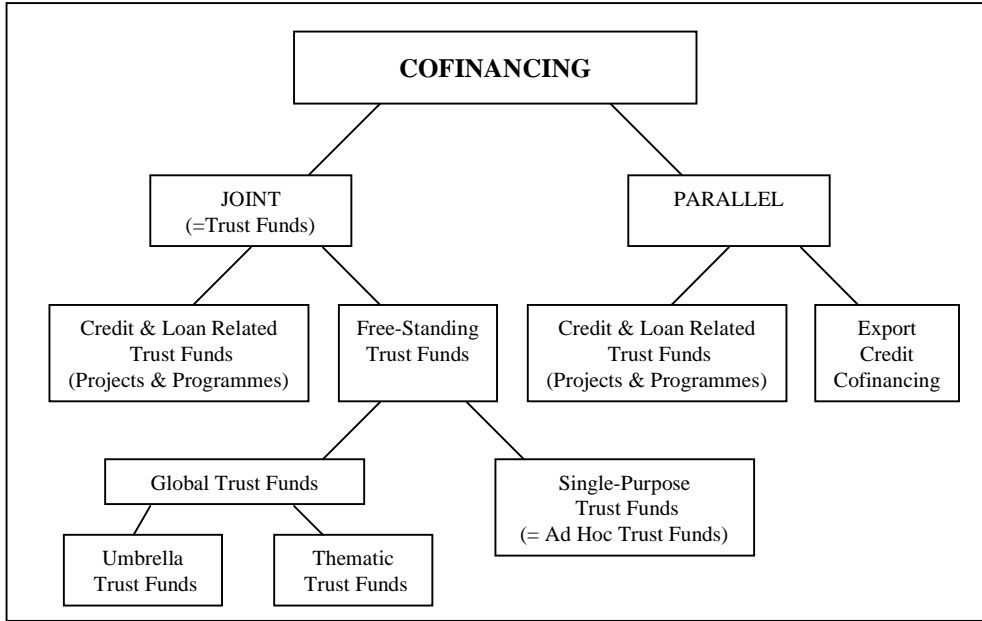 COFINANCING
JOINT
(=Trust Funds)
PARALLEL
Credit & Loan Related
Trust Funds
(Projects & Programmes)
Free-Standing
Trust Funds
Credit & Loan Related
Trust Funds
(Projects & Programmes)
Export
Credit
Cofinancing
Global Trust Funds
Single-Purpose
Trust Funds
(= Ad Hoc Trust Funds)
Umbrella
Trust Funds
Thematic
Trust Funds